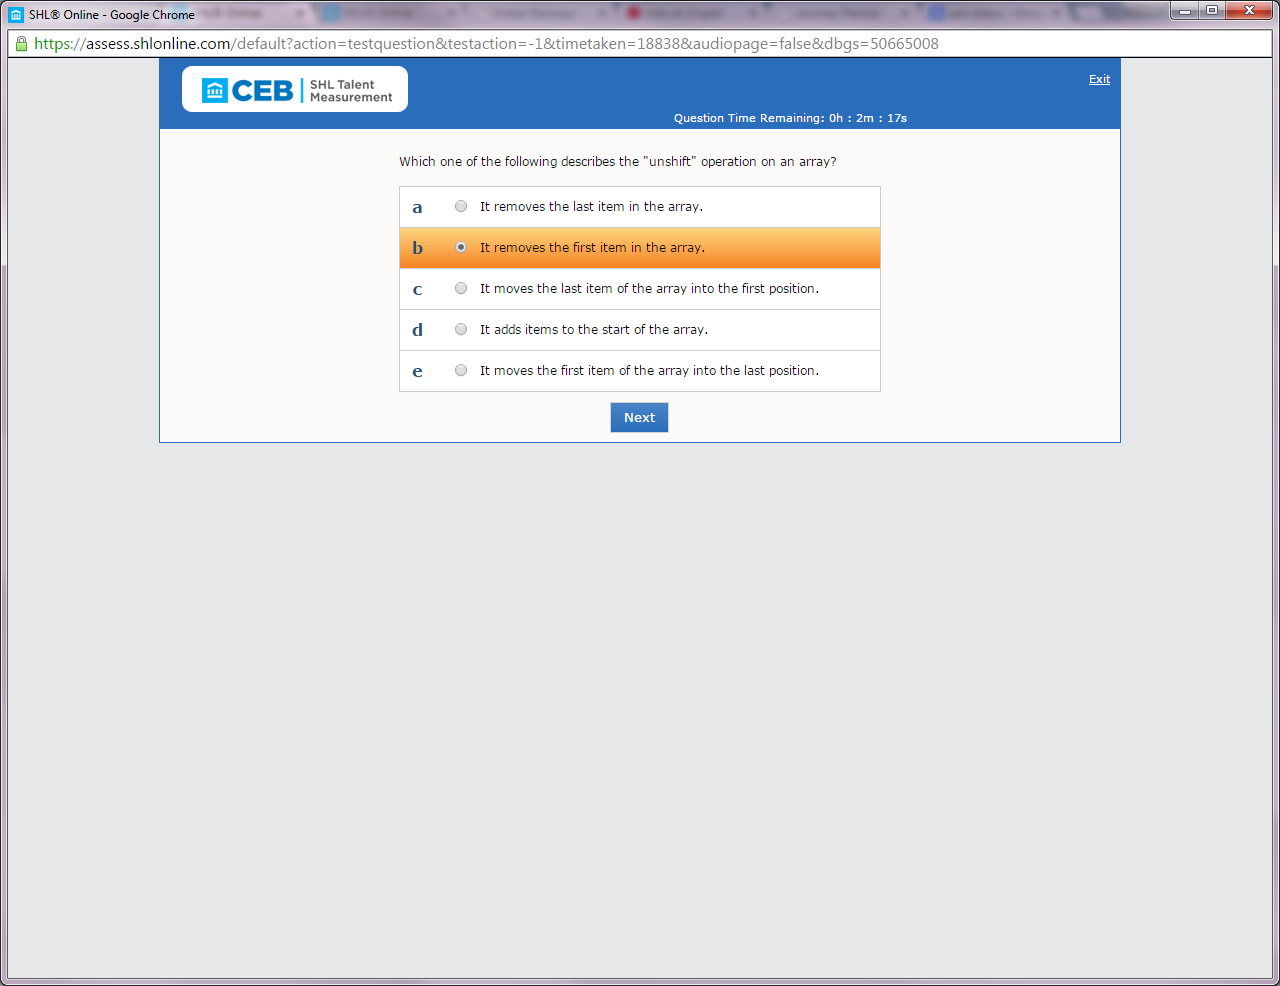 SHL® Online - Google Chrome
https://assess.shlonline.com/default?action=testquestion&testaction=-1&timetaken=18838&audiopage=false&dbgs=50665008
CEB SHL Talent Measurement
Exit
Question Time Remaining: 0h : 2m : 17s
Which one of the following describes the "unshift" operation on an array?
a It removes the last item in the array.
b It removes the first item in the array.
c It moves the last item of the array into the first position.
d It adds items to the start of the array.
e It moves the first item of the array into the last position.
Next